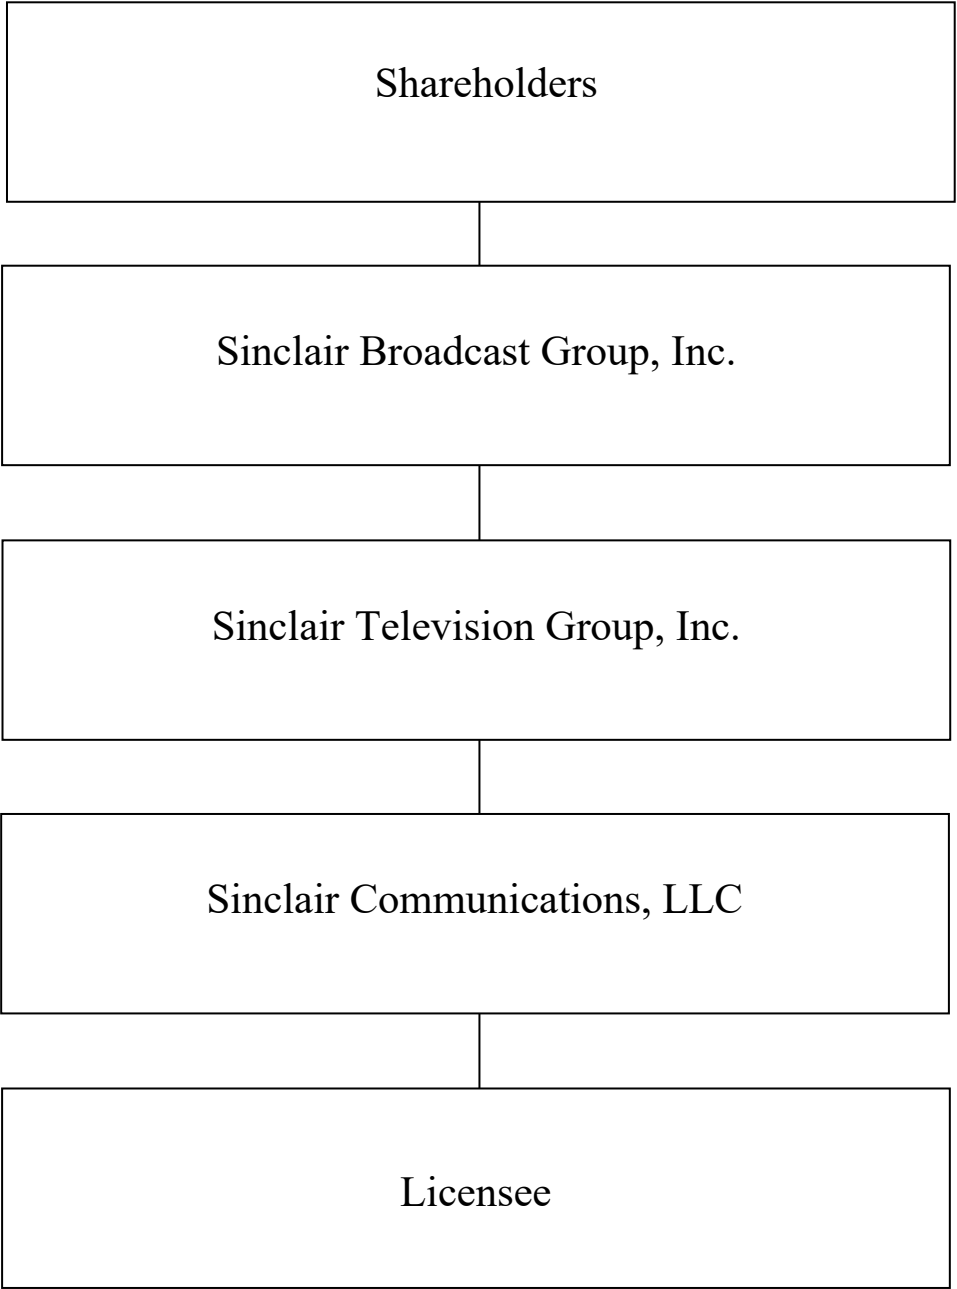 Shareholders
Sinclair Broadcast Group, Inc.
Sinclair Television Group, Inc.
Sinclair Communications, LLC
Licensee